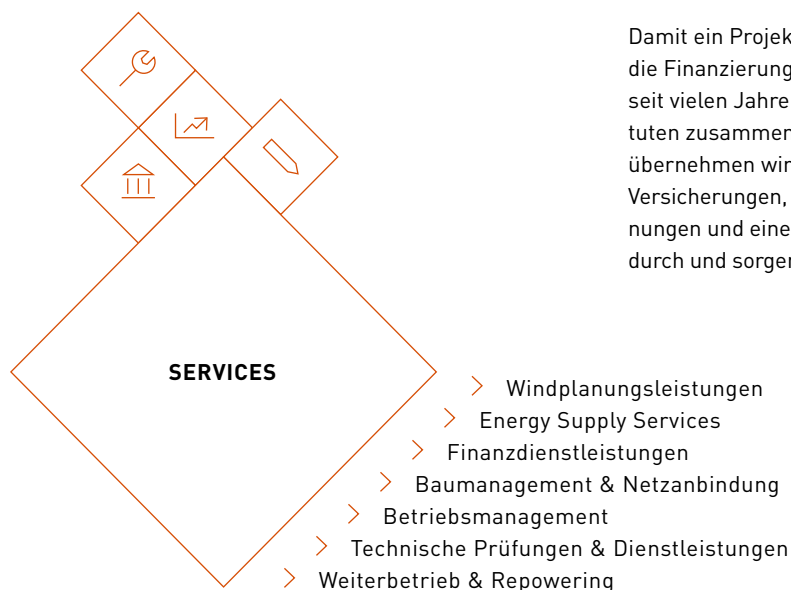 Damit ein Projek
die Finanzierung
seit vielen Jahre
tuten zusammen
übernehmen wir
Versicherungen,
nungen und eine
durch und sorgen
SERVICES
Windplanungsleistungen
Energy Supply Services
Finanzdienstleistungen
Baumanagement & Netzanbindung
Betriebsmanagement
Technische Prüfungen & Dienstleistungen
Weiterbetrieb & Repowering